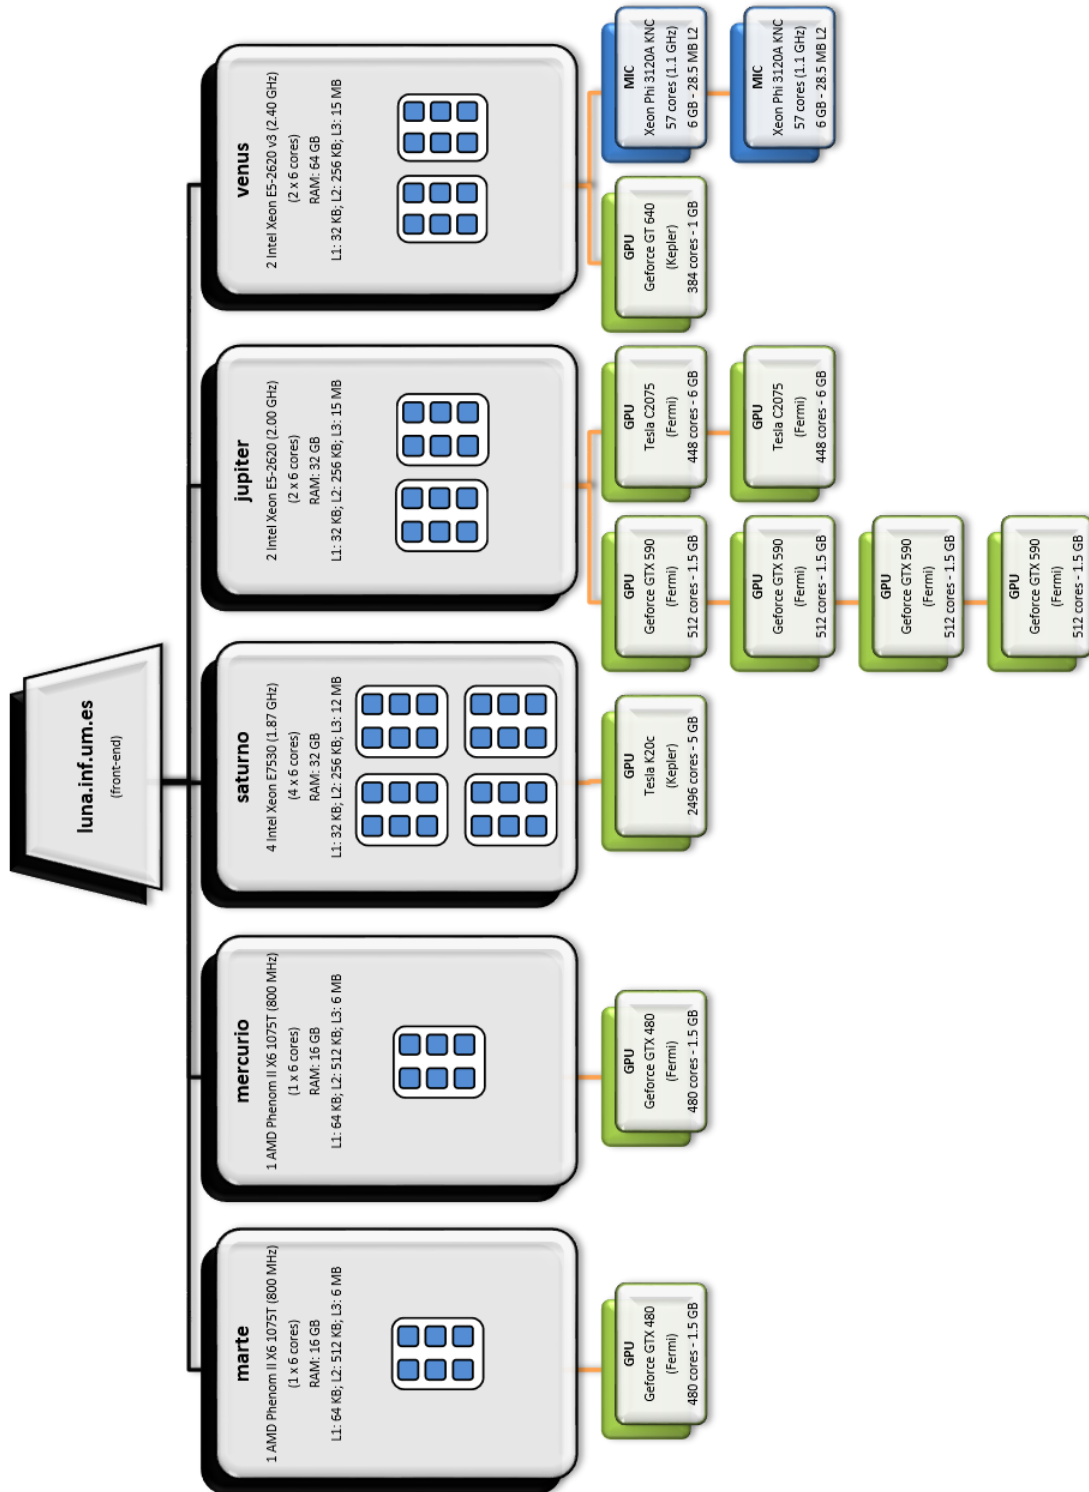 luna.inf.um.es
(front-end)
marte
1 AMD Phenom II X6 1075T (800 MHz)
(1 x 6 cores)
RAM: 16 GB
L1: 64 KB; L2: 512 KB; L3: 6 MB
GPU
Geforce GTX 480
(Fermi)
480 cores - 1.5 GB
mercurio
1 AMD Phenom II X6 1075T (800 MHz)
(1 x 6 cores)
RAM: 16 GB
L1: 64 KB; L2: 512 KB; L3: 6 MB
GPU
Geforce GTX 480
(Fermi)
480 cores - 1.5 GB
saturno
4 Intel Xeon E7530 (1.87 GHz)
(4 x 6 cores)
RAM: 32 GB
L1: 32 KB; L2: 256 KB; L3: 12 MB
GPU
Tesla K20c
(Kepler)
2496 cores - 5 GB
jupiter
2 Intel Xeon E5-2620 (2.00 GHz)
(2 x 6 cores)
RAM: 32 GB
L1: 32 KB; L2: 256 KB; L3: 15 MB
GPU
Geforce GTX 590
(Fermi)
512 cores - 1.5 GB
GPU
Geforce GTX 590
(Fermi)
512 cores - 1.5 GB
GPU
Geforce GTX 590
(Fermi)
512 cores - 1.5 GB
GPU
Geforce GTX 590
(Fermi)
512 cores - 1.5 GB
GPU
Tesla C2075
(Fermi)
448 cores - 6 GB
GPU
Tesla C2075
(Fermi)
448 cores - 6 GB
venus
2 Intel Xeon E5-2620 v3 (2.40 GHz)
(2 x 6 cores)
RAM: 64 GB
L1: 32 KB; L2: 256 KB; L3: 15 MB
GPU
Geforce GT 640
(Kepler)
384 cores - 1 GB
MIC
Xeon Phi 3120A KNC
57 cores (1.1 GHz)
6 GB - 28.5 MB L2
MIC
Xeon Phi 3120A KNC
57 cores (1.1 GHz)
6 GB - 28.5 MB L2